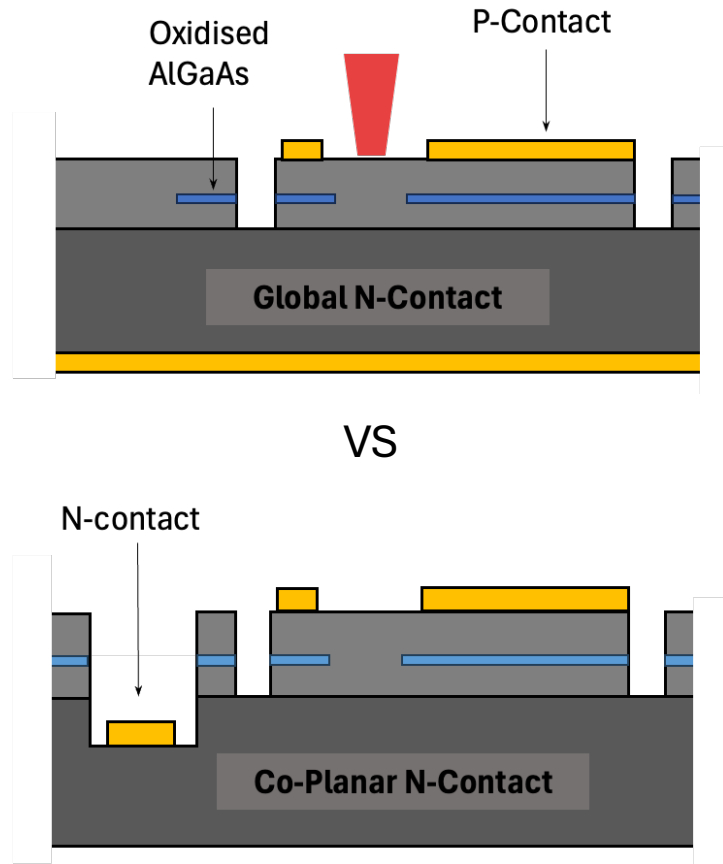 Oxidised
AlGaAs
P-Contact
Global N-Contact
VS
N-contact
Co-Planar N-Contact